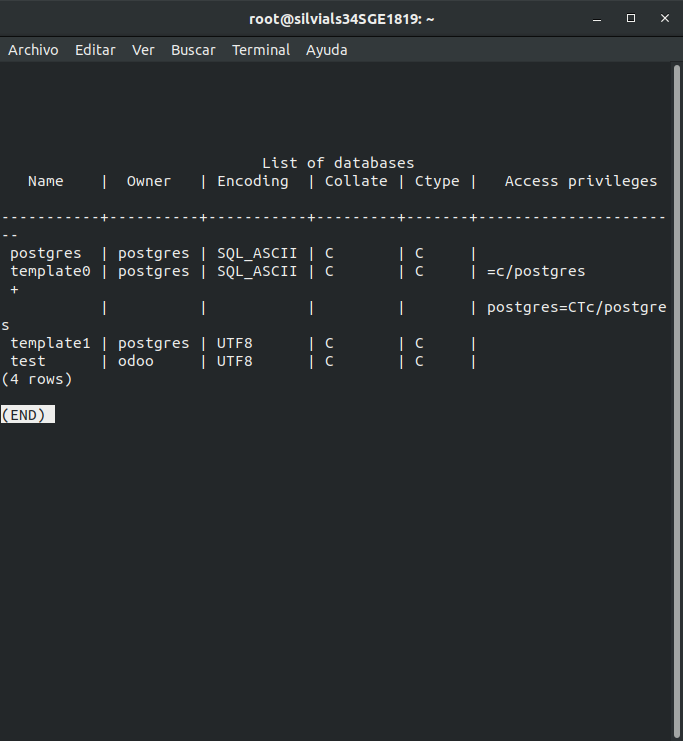 root@silvials34SGE1819: ~
Archivo Editar Ver Buscar Terminal Ayuda
                             List of databases
   Name    |  Owner   | Encoding  | Collate | Ctype |   Access privileges
-----------+----------+-----------+---------+-------+---------------------
--
 postgres  | postgres | SQL_ASCII | C       | C     |
 template0 | postgres | SQL_ASCII | C       | C     | =c/postgres
 +
           |          |           |         |       | postgres=CTc/postgre
s
 template1 | postgres | UTF8      | C       | C     |
 test      | odoo     | UTF8      | C       | C     |
(4 rows)
(END)